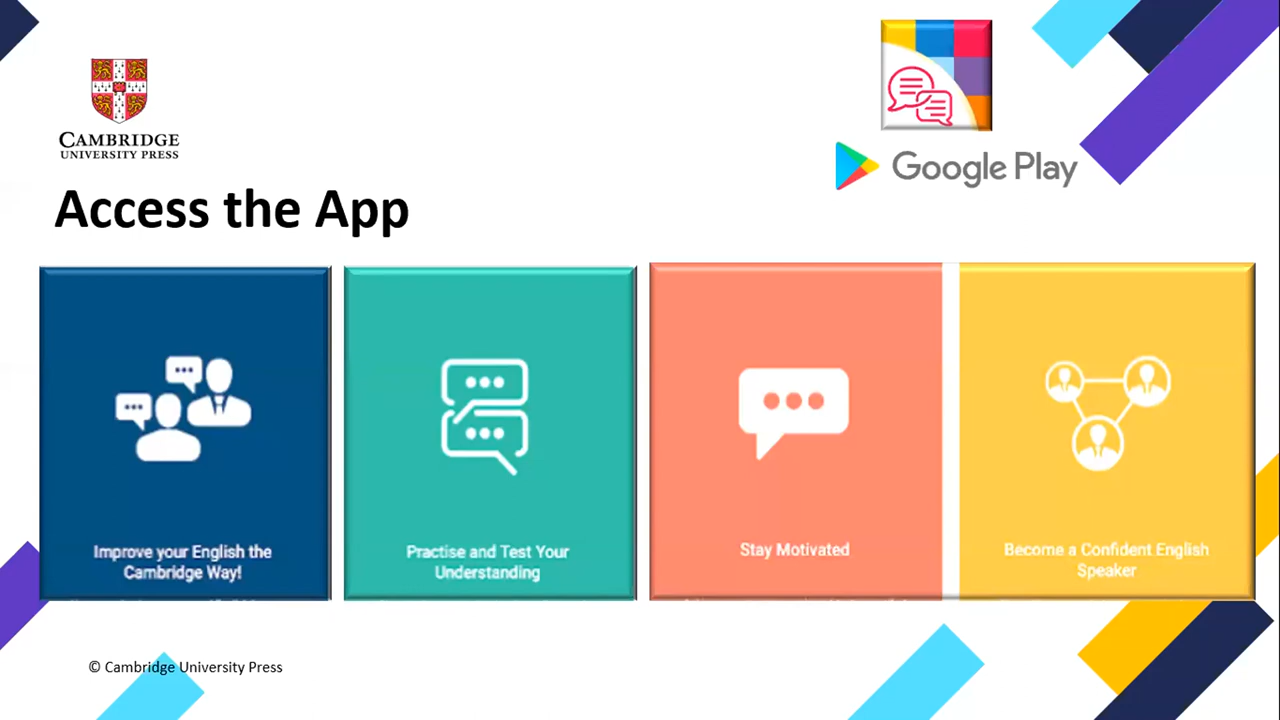 CAMBRIDGE
UNIVERSITY PRESS
Google Play
Access the App
Improve your English the
Cambridge Way!
Practise and Test Your
Understanding
Stay Motivated
Become a Confident English
Speaker
© Cambridge University Press